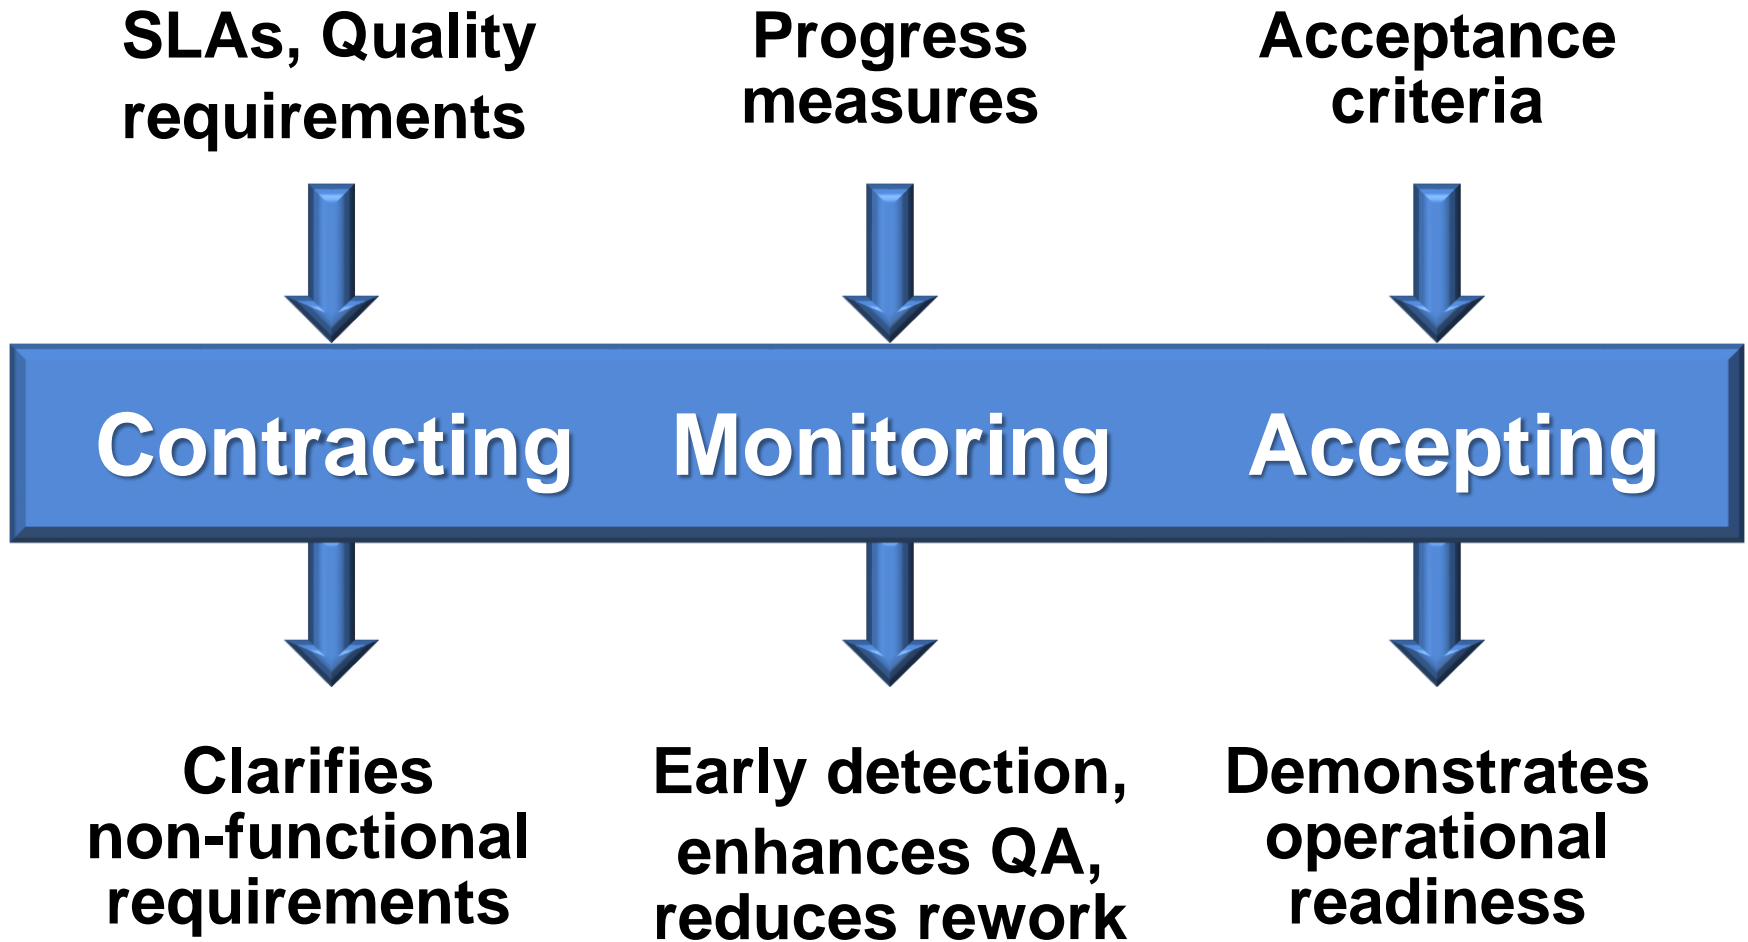 SLAs, Quality
requirements
Progress
measures
Acceptance
criteria
Contracting
Monitoring
Accepting
Clarifies
non-functional
requirements
Early detection,
enhances QA,
reduces rework
Demonstrates
operational
readiness